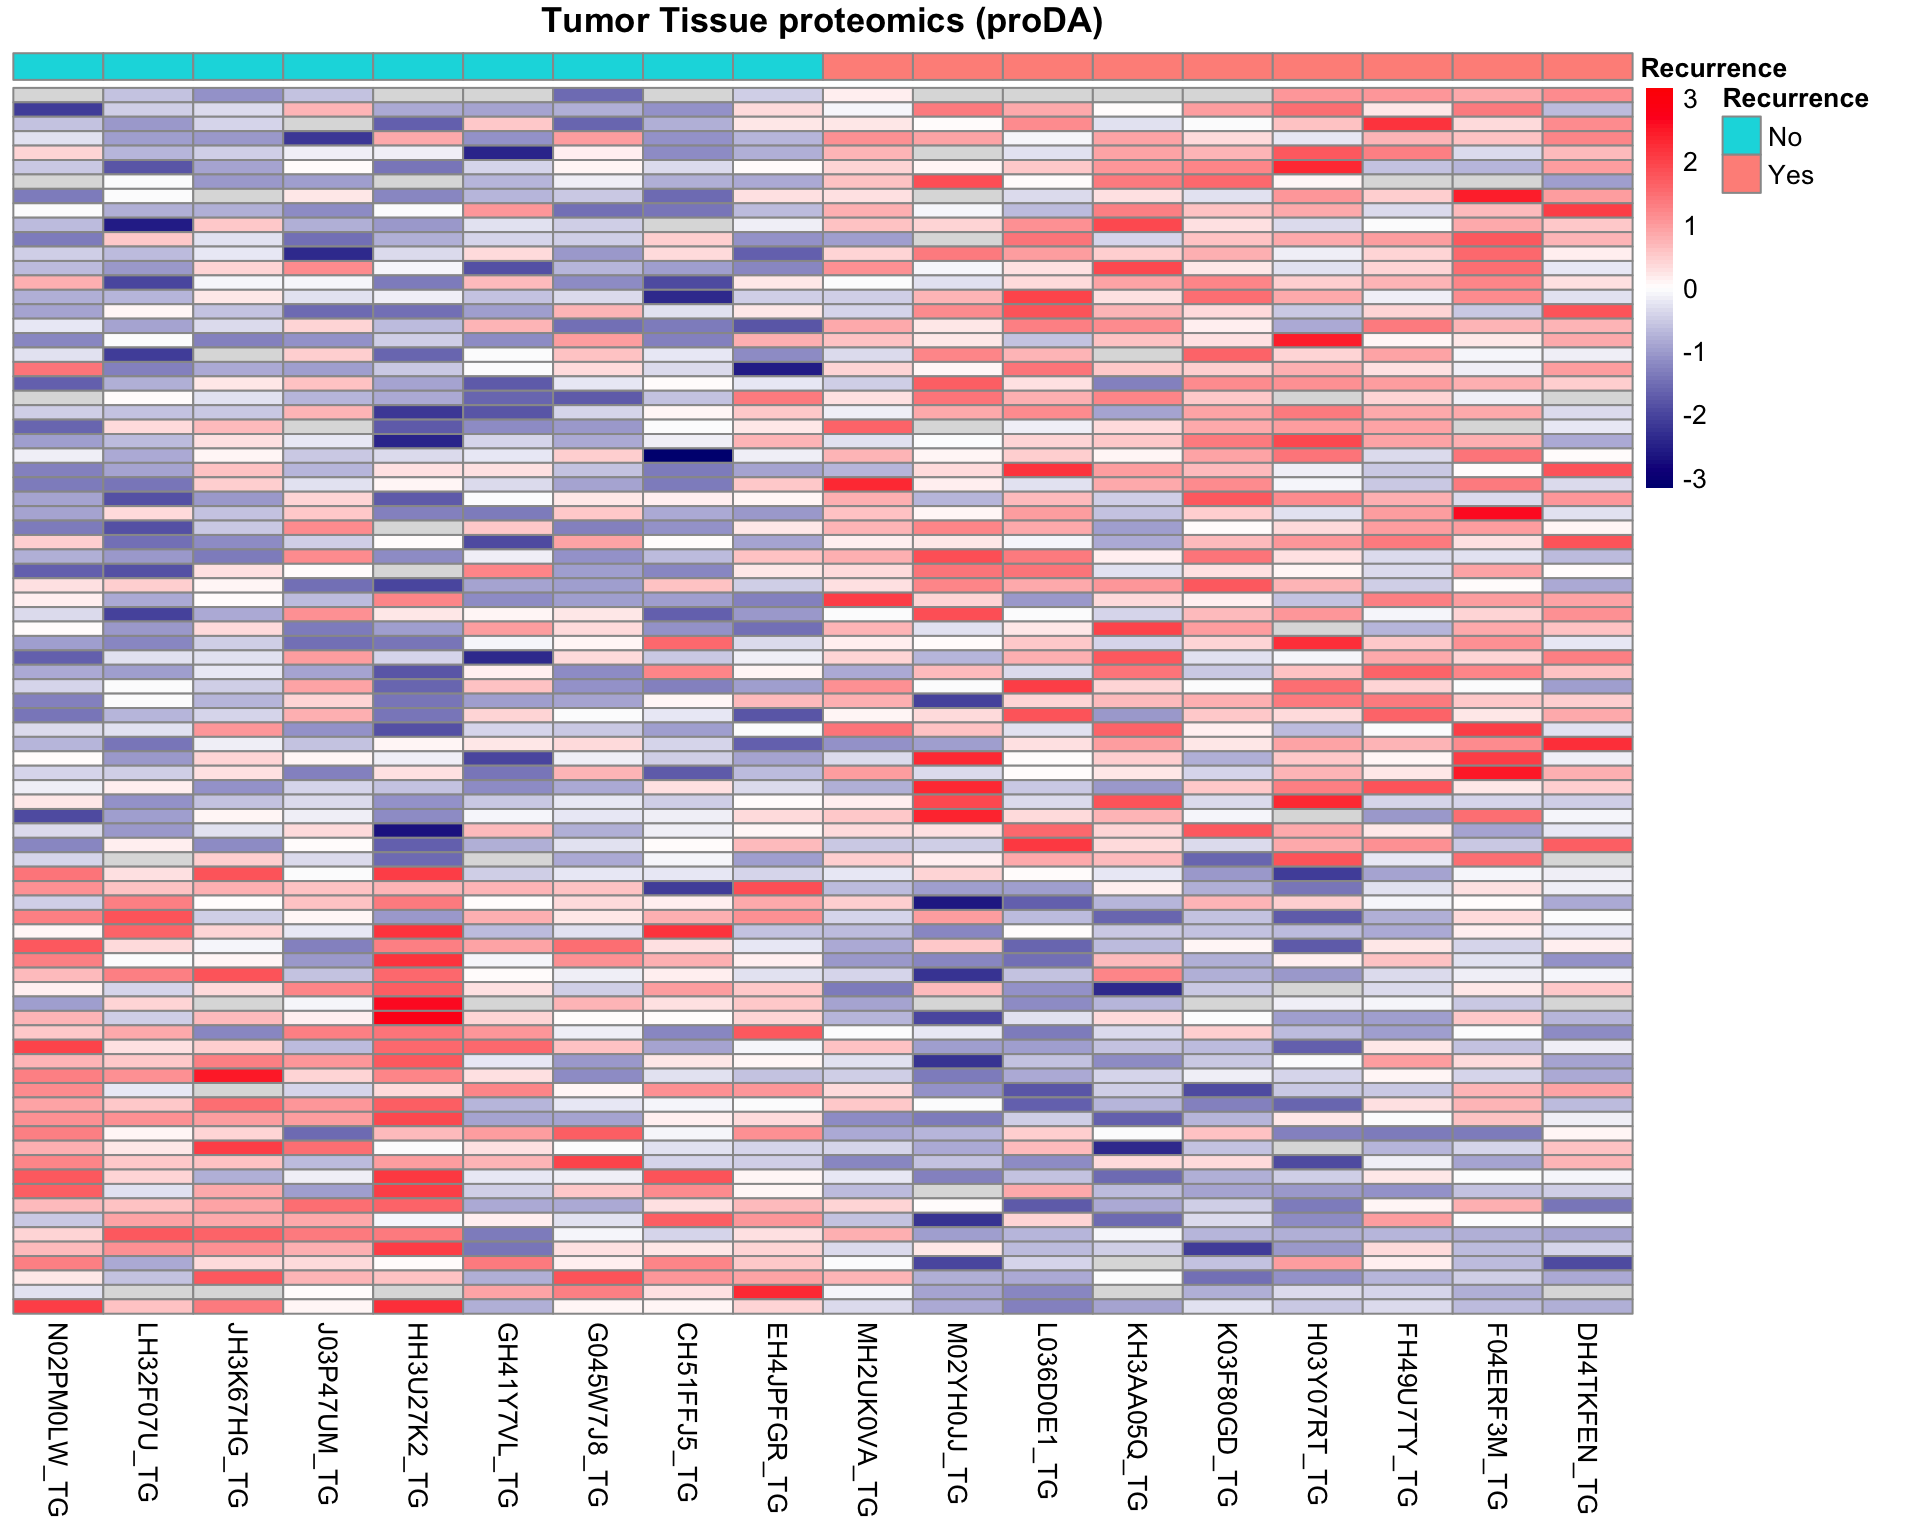 Tumor Tissue proteomics (proDA)
Recurrence
Recurrence
No
Yes
3
2
1
0
-1
-2
-3
N02PM0LW_TG
LH32F07U_TG
JH3K67HG_TG
J03P47UM_TG
HH3U27K2_TG
GH41Y7VL_TG
G045W7J8_TG
CH51FFJ5_TG
EH4JPFGR_TG
MH2UK0VA_TG
M02YH0JJ_TG
L036D0E1_TG
KH3AA05Q_TG
K03F80GD_TG
H03Y07RT_TG
FH49U7TY_TG
F04ERF3M_TG
DH4TKFEN_TG